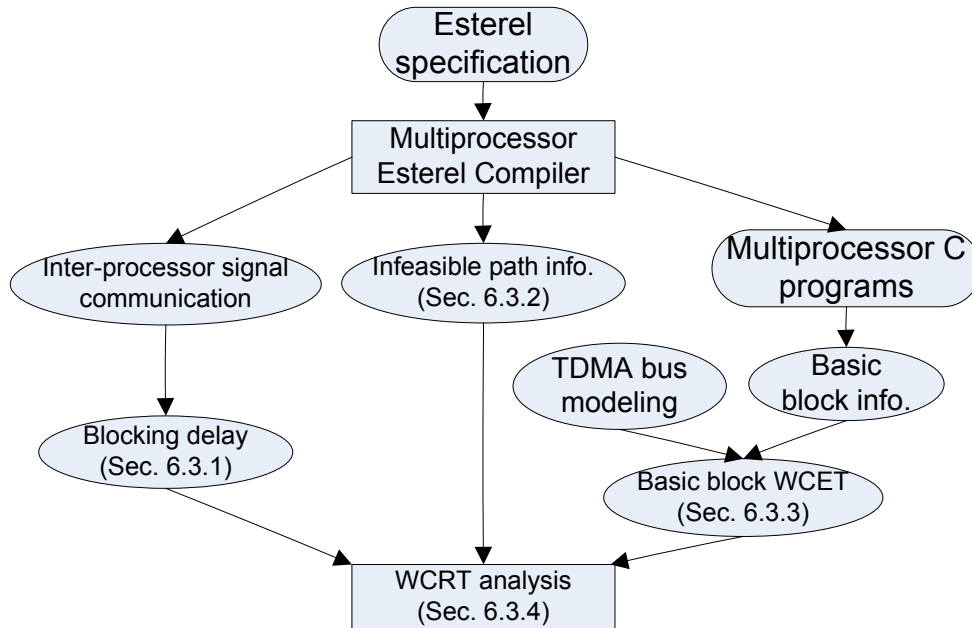 Esterel
specification
Multiprocessor
Esterel Compiler
Inter-processor signal
communication
Infeasible path info.
(Sec. 6.3.2)
Multiprocessor C
programs
TDMA bus
modeling
Basic
block info.
Blocking delay
(Sec. 6.3.1)
Basic block WCET
(Sec. 6.3.3)
WCRT analysis
(Sec. 6.3.4)